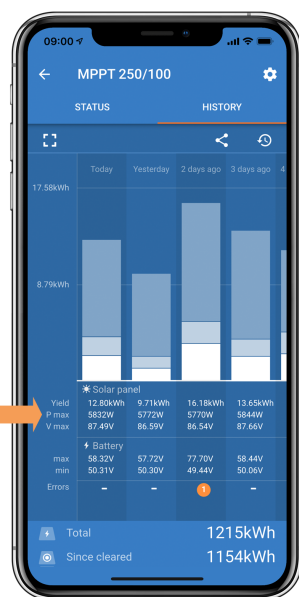 09:00
MPPT 250/100
STATUS HISTORY
Today Yesterday 2 days ago 3 days ago 4
17.58kWh
8.79kWh
Solar panel
Yield 12.80kWh 9.71kWh 16.18kWh 13.65kWh
P max 5832W 5772W 5770W 5844W
V max 87.49V 86.59V 86.54V 87.66V
Battery
max 58.32V 57.72V 77.70V 58.44V
min 50.31V 50.30V 49.44V 50.06V
Errors – – 1 –
Total 1215kWh
Since cleared 1154kWh